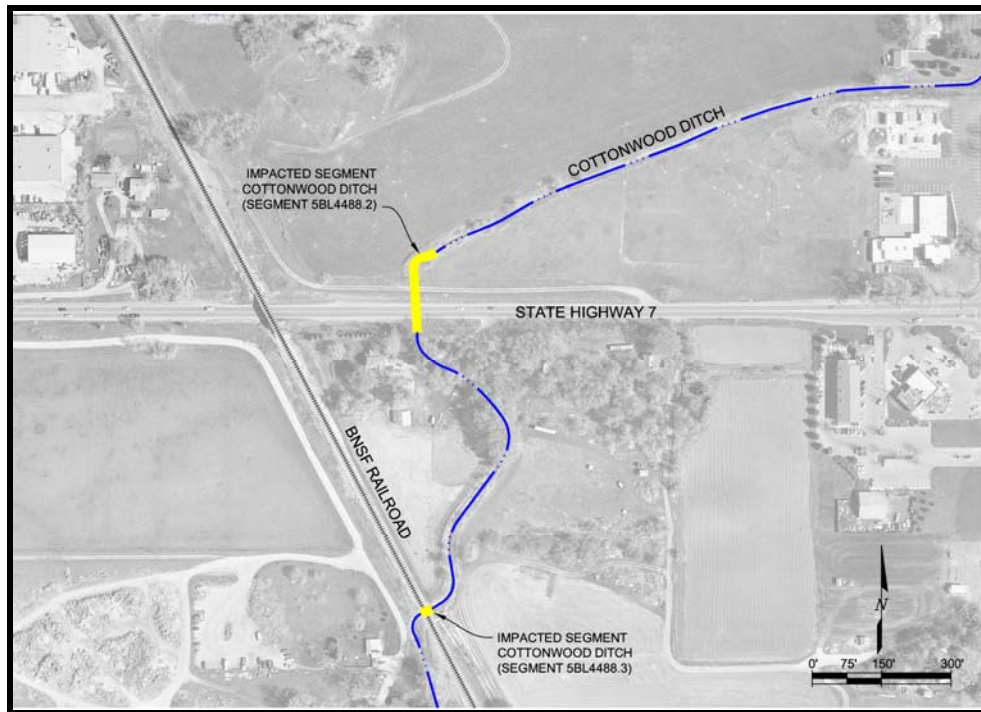 COTTONWOOD DITCH
IMPACTED SEGMENT
COTTONWOOD DITCH
(SEGMENT 5BL4488.2)
STATE HIGHWAY 7
BNSF RAILROAD
IMPACTED SEGMENT
COTTONWOOD DITCH
(SEGMENT 5BL4488.3)
N
0' 75' 150' 300'